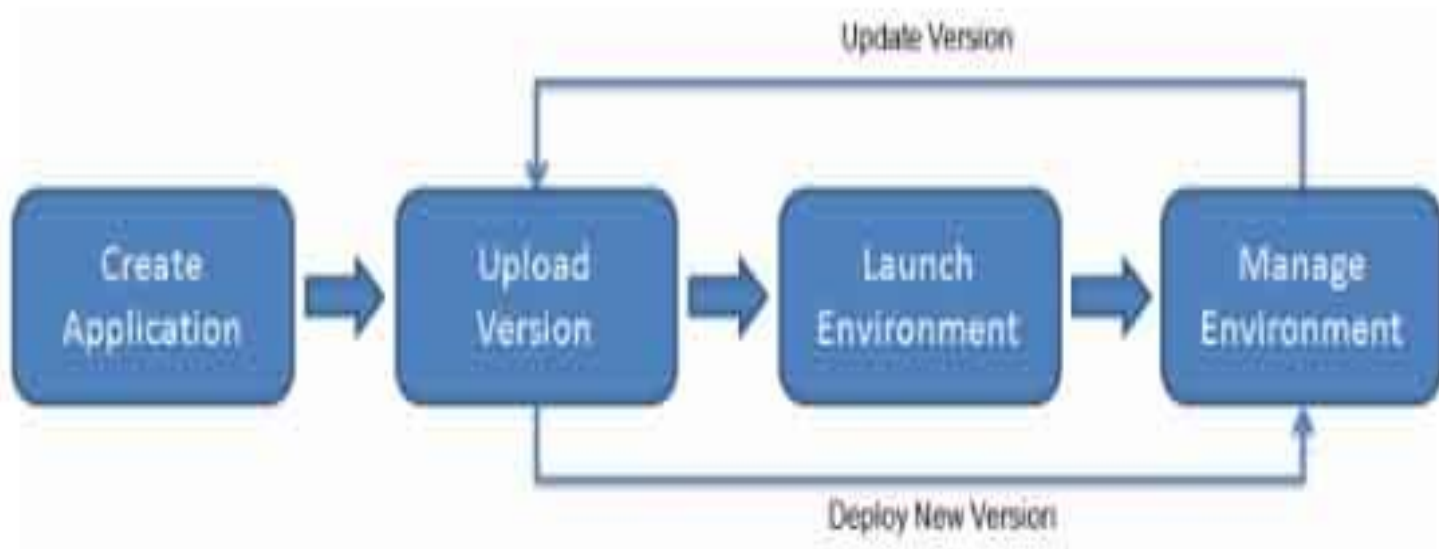 Update Version
Create
Application
Upload
Version
Launch
Environment
Manage
Environment
Deploy New Version